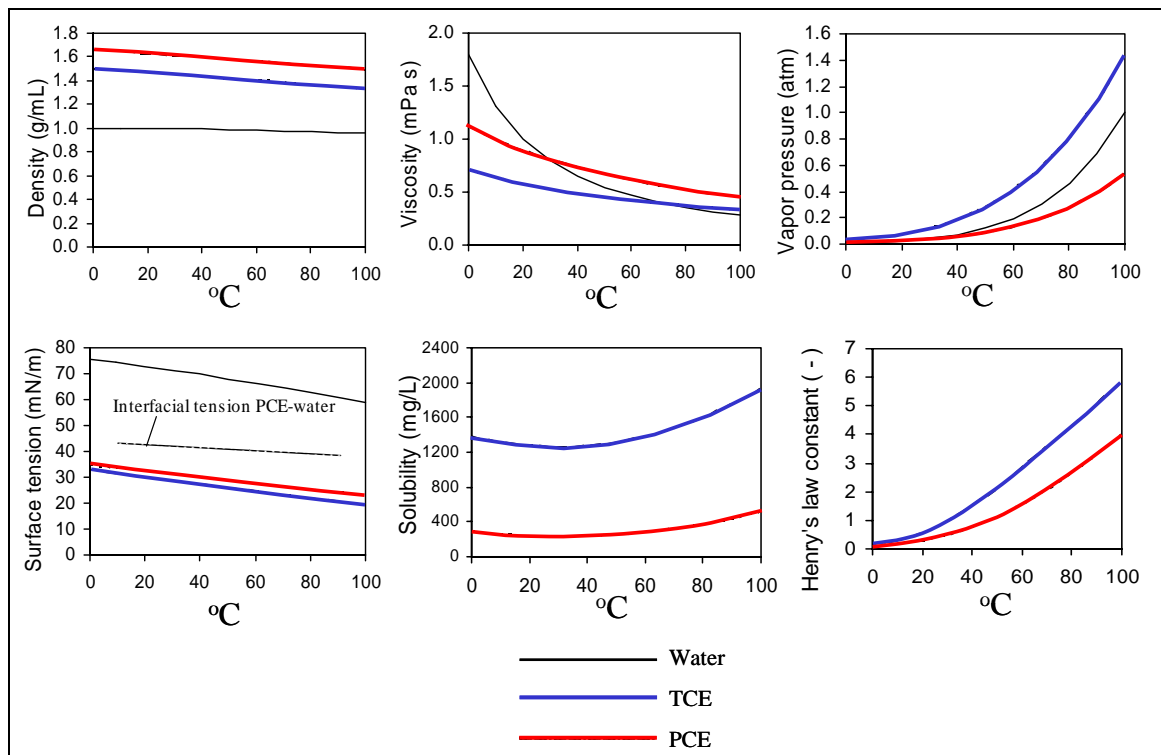 Density (g/mL)
1.8
1.6
1.4
1.2
1.0
0.8
0.6
0.4
0.2
0.0
0 20 40 60 80 100
°C
Viscosity (mPa s)
2.0
1.5
1.0
0.5
0.0
0 20 40 60 80 100
°C
Vapor pressure (atm)
1.6
1.4
1.2
1.0
0.8
0.6
0.4
0.2
0.0
0 20 40 60 80 100
°C
Surface tension (mN/m)
80
70
60
50
40
30
20
10
0
Interfacial tension PCE-water
0 20 40 60 80 100
°C
Solubility (mg/L)
2400
2000
1600
1200
800
400
0
0 20 40 60 80 100
°C
Henry's law constant ( - )
7
6
5
4
3
2
1
0
0 20 40 60 80 100
°C
Water
TCE
PCE